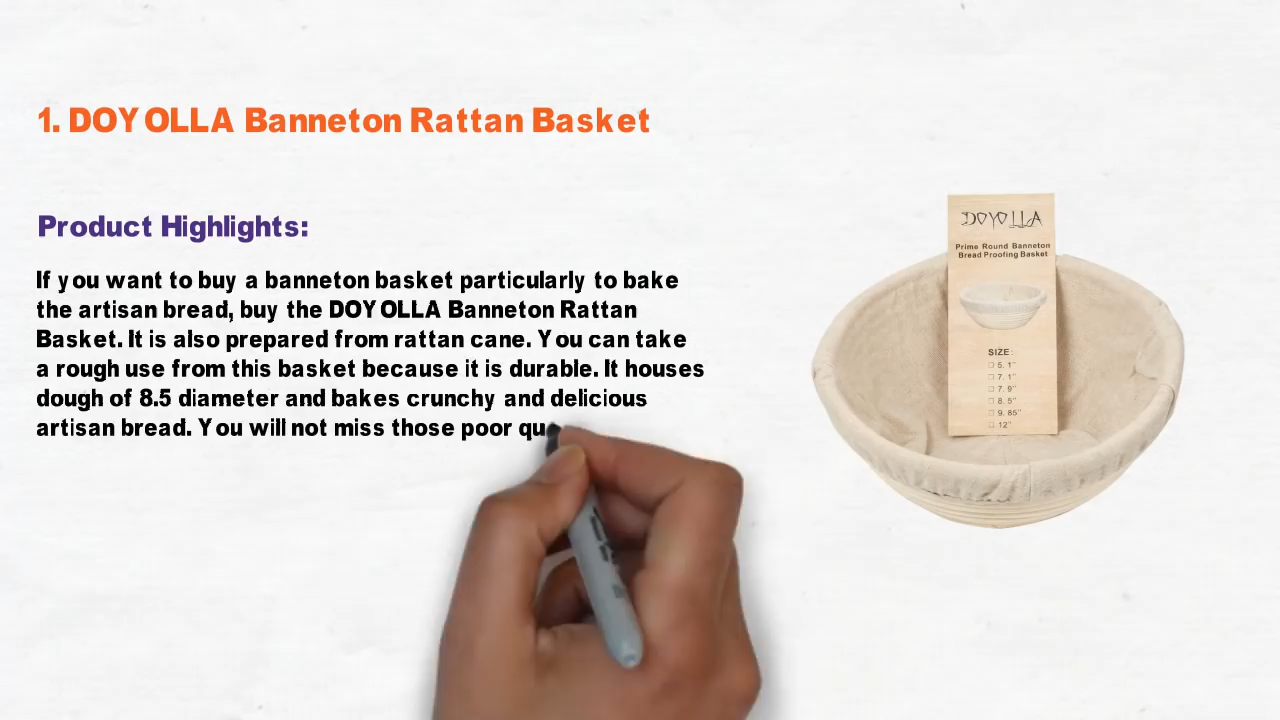 1. DOYOLLA Banneton Rattan Basket
Product Highlights:
If you want to buy a banneton basket particularly to bake
the artisan bread, buy the DOYOLLA Banneton Rattan
Basket. It is also prepared from rattan cane. You can take
a rough use from this basket because it is durable. It houses
dough of 8.5 diameter and bakes crunchy and delicious
artisan bread. You will not miss those poor qu
DOYOLLA
Prime Round Banneton
Bread Proofing Basket
SIZE:
□ 5. 1"
□ 7. 1"
□ 7. 9"
□ 8. 5"
□ 9. 85"
□ 12"